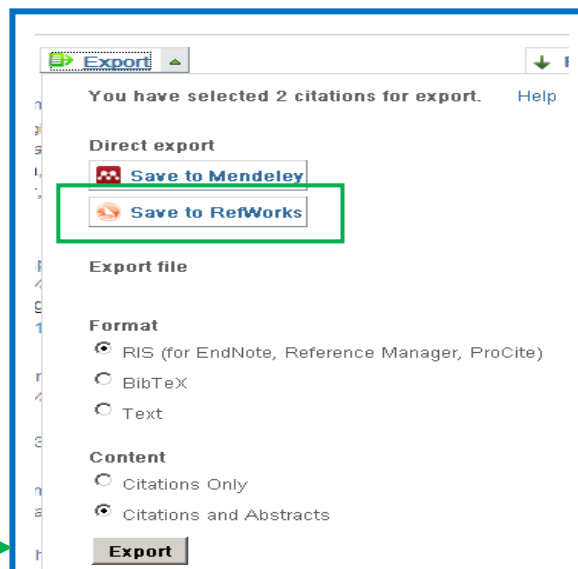 Export
You have selected 2 citations for export. Help
Direct export
Save to Mendeley
Save to RefWorks
Export file
Format
RIS (for EndNote, Reference Manager, ProCite)
BibTeX
Text
Content
Citations Only
Citations and Abstracts
Export